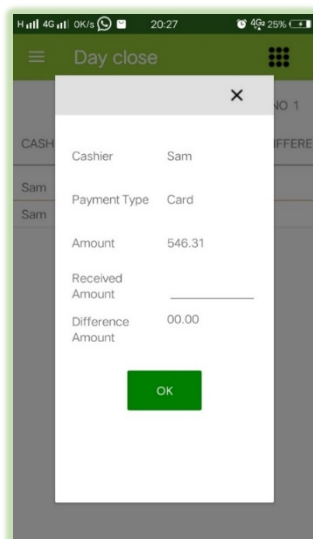 H 4G 0K/s 20:27 4G 25%
Day close
NO 1
CASH IFFERE
Cashier Sam
Payment Type Card
Sam
Sam
Amount 546.31
Received
Amount
Difference 00.00
Amount
OK